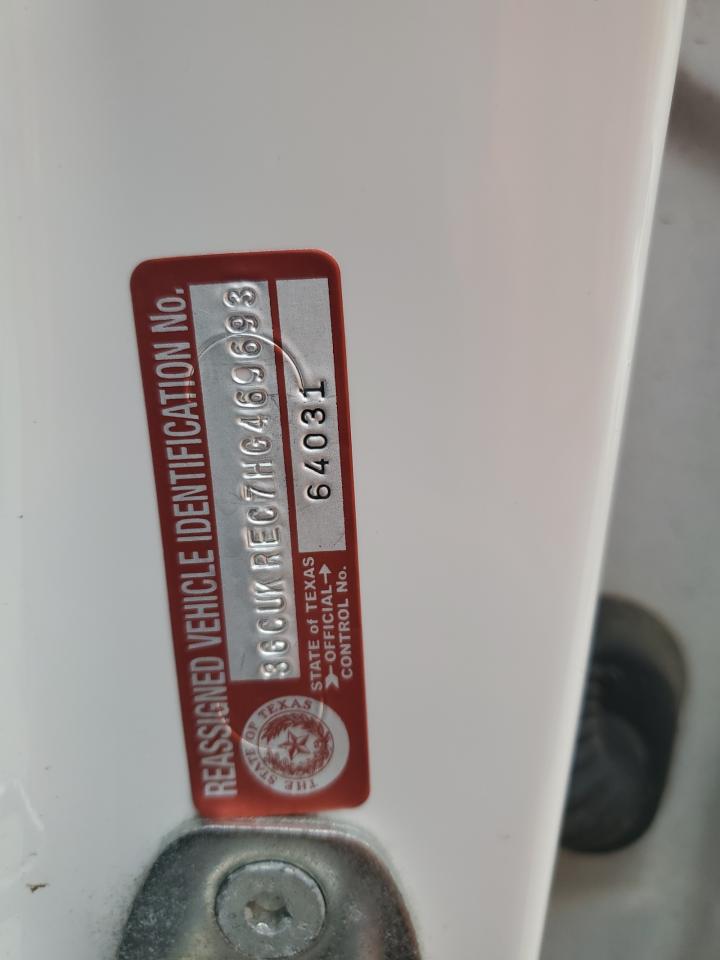 REASSIGNED VEHICLE IDENTIFICATION No.
3GCUKREC7HG469693
64031
STATE of TEXAS
OFFICIAL
CONTROL No.
THE STATE OF TEXAS